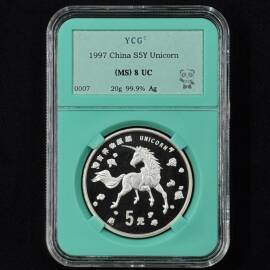 YCG
1997 China S5Y Unicorn
(MS) 8 UC
0007 20g 99.9% Ag
UNICORN
5元